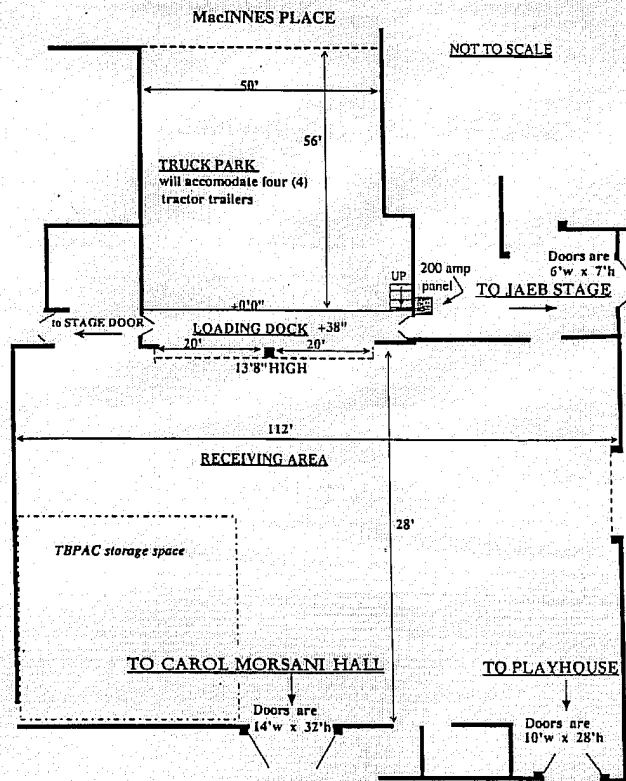 MacINNES PLACE
NOT TO SCALE
50'
56'
TRUCK PARK
will accomodate four (4)
tractor trailers
UP
200 amp
panel
Doors are
6'w x 7'h
TO JAEB STAGE
+0'0"
to STAGE DOOR
LOADING DOCK +38"
20' 20'
13'8" HIGH
112'
RECEIVING AREA
28'
TBPAC storage space
TO CAROL MORSANI HALL
Doors are
14'w x 32'h
TO PLAYHOUSE
Doors are
10'w x 28'h